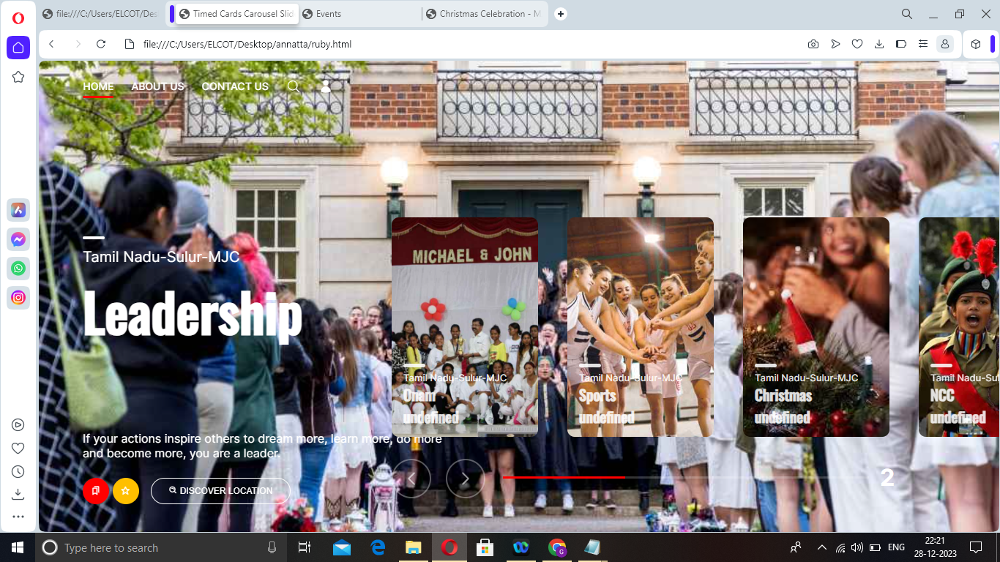 file:///C:/Users/ELCOT/Des
Timed Cards Carousel Slid
Events
Christmas Celebration - M
file:///C:/Users/ELCOT/Desktop/annatta/ruby.html
HOME
ABOUT US
CONTACT US
Tamil Nadu-Sulur-MJC
Leadership
If your actions inspire others to dream more, learn more, do more
and become more, you are a leader.
DISCOVER LOCATION
MICHAEL & JOHN
Tamil Nadu-Sulur-MJC
Onam
undefined
Tamil Nadu-Sulur-MJC
Sports
undefined
Tamil Nadu-Sulur-MJC
Christmas
undefined
Tamil Nadu-Su
NCC
undefined
2
Type here to search
G
ENG
22:21
28-12-2023